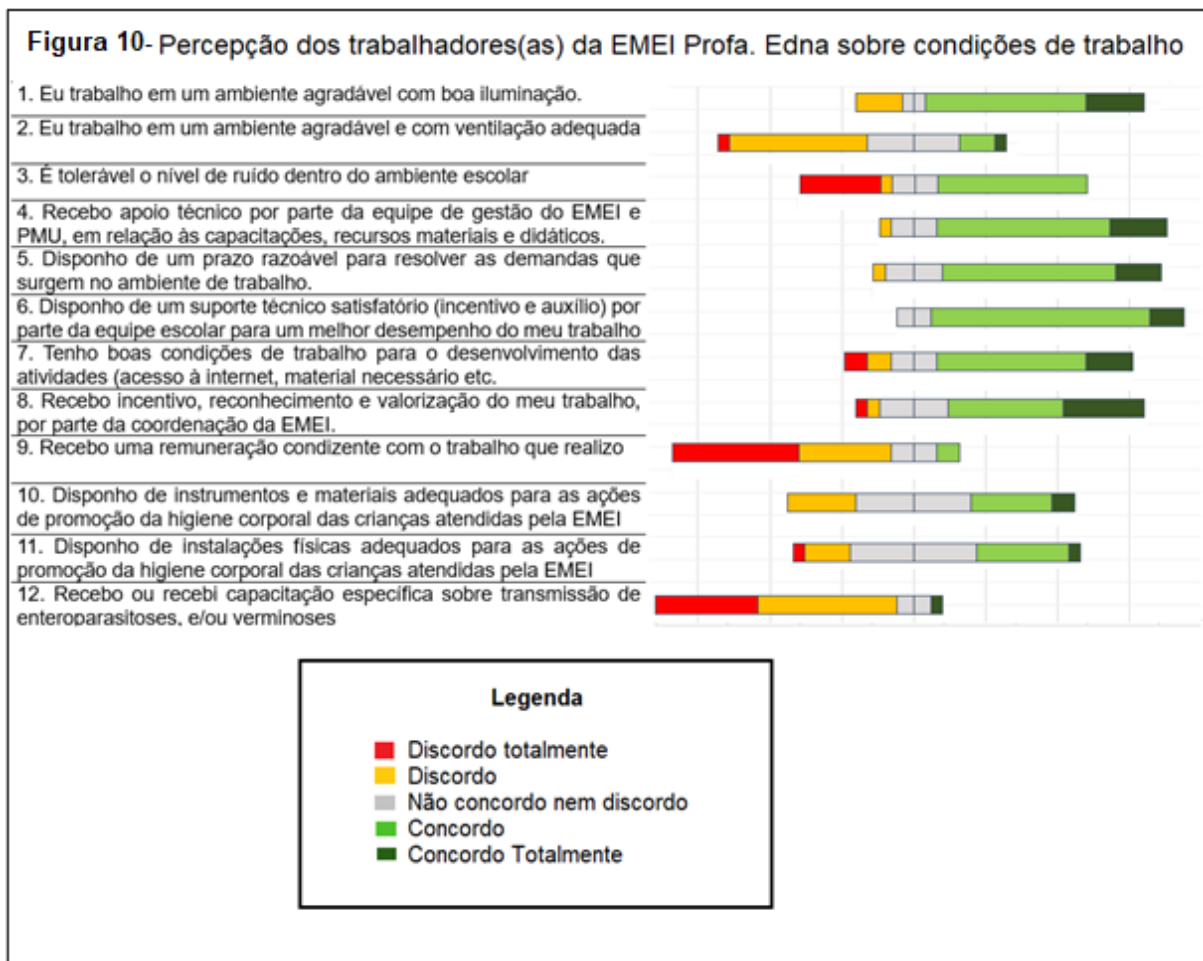 Figura 10- Percepção dos trabalhadores(as) da EMEI Profa. Edna sobre condições de trabalho
1. Eu trabalho em um ambiente agradável com boa iluminação.
2. Eu trabalho em um ambiente agradável e com ventilação adequada
3. É tolerável o nível de ruído dentro do ambiente escolar
4. Recebo apoio técnico por parte da equipe de gestão do EMEI e
PMU, em relação às capacitações, recursos materiais e didáticos.
5. Disponho de um prazo razoável para resolver as demandas que
surgem no ambiente de trabalho.
6. Disponho de um suporte técnico satisfatório (incentivo e auxílio) por
parte da equipe escolar para um melhor desempenho do meu trabalho
7. Tenho boas condições de trabalho para o desenvolvimento das
atividades (acesso à internet, material necessário etc.
8. Recebo incentivo, reconhecimento e valorização do meu trabalho,
por parte da coordenação da EMEI.
9. Recebo uma remuneração condizente com o trabalho que realizo
10. Disponho de instrumentos e materiais adequados para as ações
de promoção da higiene corporal das crianças atendidas pela EMEI
11. Disponho de instalações físicas adequados para as ações de
promoção da higiene corporal das crianças atendidas pela EMEI
12. Recebo ou recebi capacitação especifica sobre transmissão de
enteroparasitoses, e/ou verminoses
Legenda
Discordo totalmente
Discordo
Não concordo nem discordo
Concordo
Concordo Totalmente